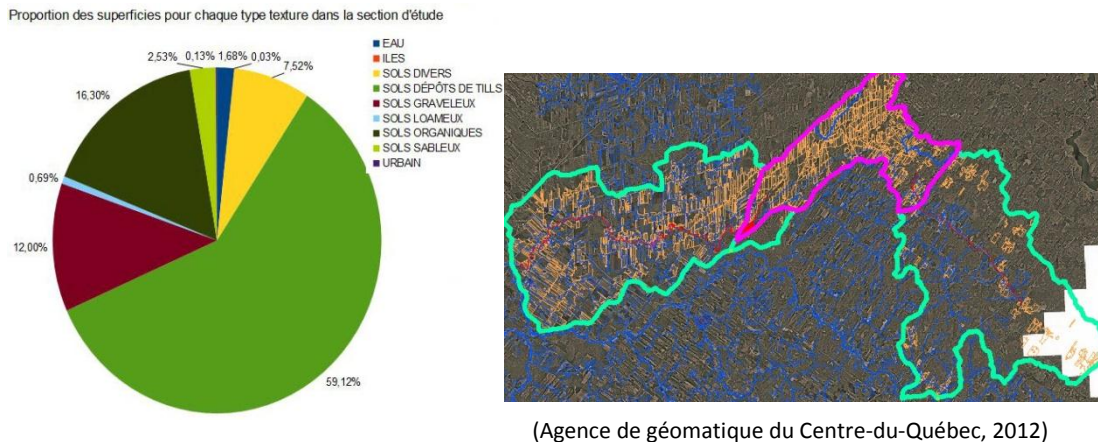 Proportion des superficies pour chaque type texture dans la section d'étude
2,53%
0,13%
1,68%
0,03%
7,52%
16,30%
0,69%
12,00%
59,12%
EAU
ILES
SOLS DIVERS
SOLS DÉPÔTS DE TILLS
SOLS GRAVELEUX
SOLS LOAMEUX
SOLS ORGANIQUES
SOLS SABLEUX
URBAIN
(Agence de géomatique du Centre-du-Québec, 2012)